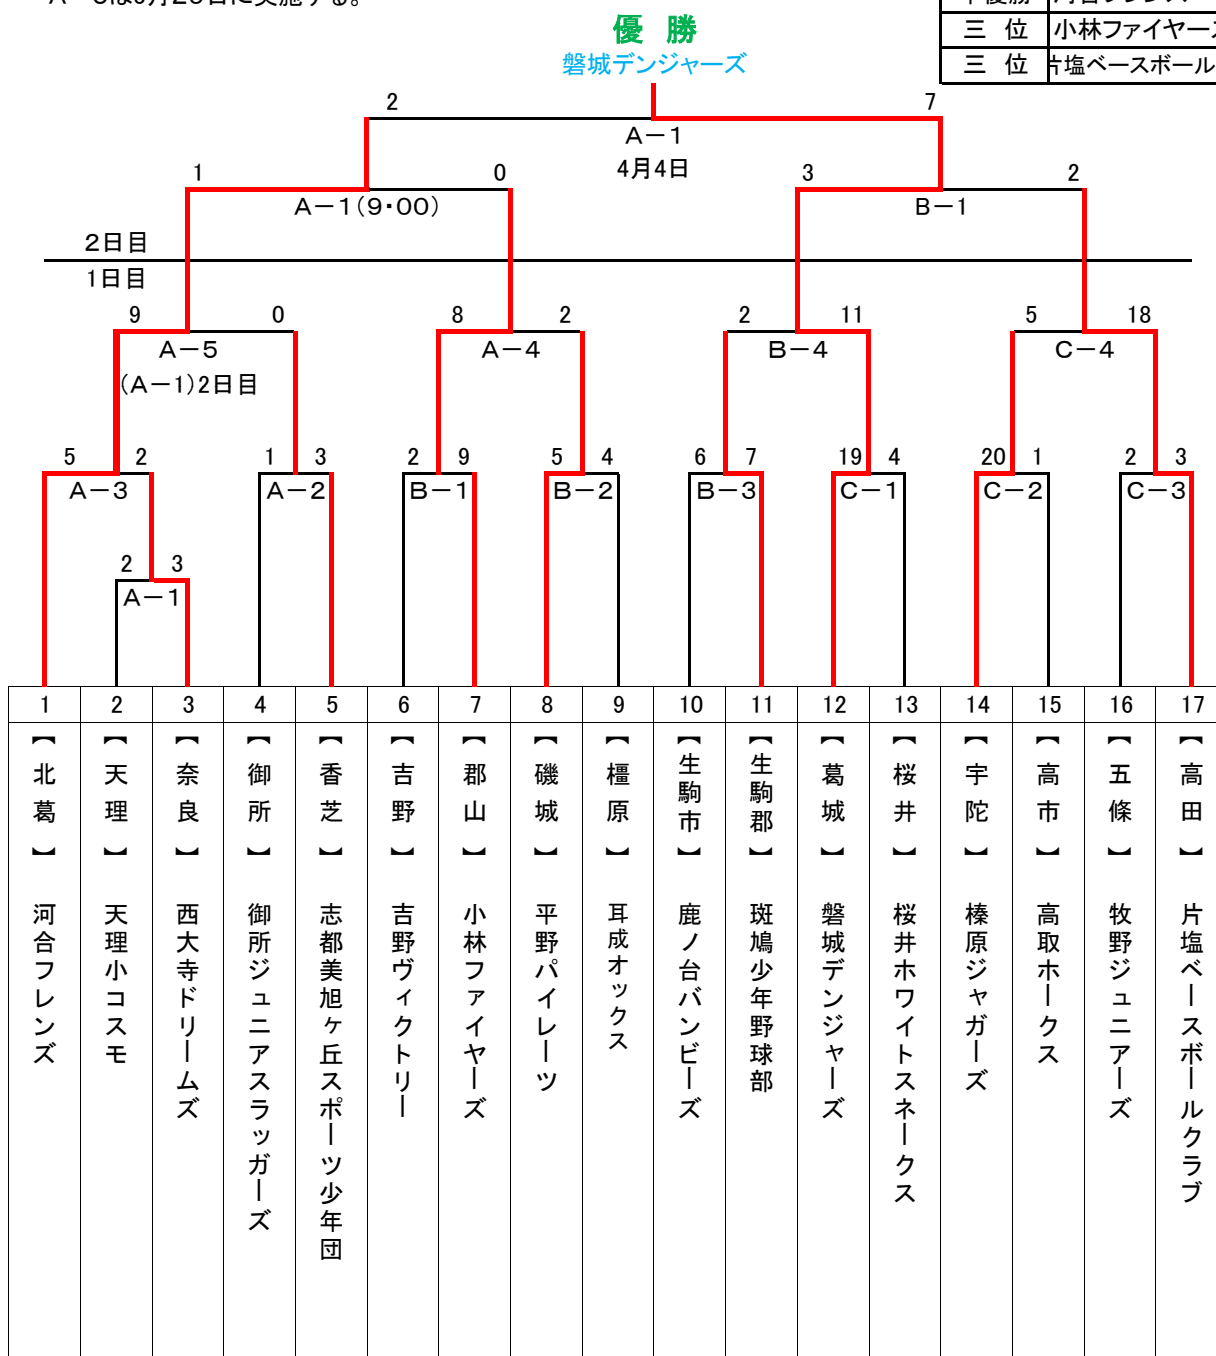 優 勝
磐城デンジャーズ
三 位 小林ファイヤー
三 位 片塩ベースボール
2 7
A－1
4月4日
1 0 3 2
A－1(9・00) B－1
2日目
1日目
9 0 8 2 2 11 5 18
A－5 A－4 B－4 C－4
(A－1)2日目
5 2 1 3 2 9 5 4 6 7 19 4 20 1 2 3
A－3 A－2 B－1 B－2 B－3 C－1 C－2 C－3
2 3
A－1
1 2 3 4 5 6 7 8 9 10 11 12 13 14 15 16 17
【北葛】 河合フレンズ
【天理】 天理小コスモ
【奈良】 西大寺ドリームズ
【御所】 御所ジュニアスラッガーズ
【香芝】 志都美旭ヶ丘スポーツ少年団
【吉野】 吉野ヴィクトリー
【郡山】 小林ファイヤーズ
【磯城】 平野パイレーツ
【橿原】 耳成オックス
【生駒市】 鹿ノ台バンビーズ
【生駒郡】 斑鳩少年野球部
【葛城】 磐城デンジャーズ
【桜井】 桜井ホワイトスネークス
【宇陀】 榛原ジャガーズ
【高市】 高取ホークス
【五條】 牧野ジュニアーズ
【高田】 片塩ベースボールクラブ